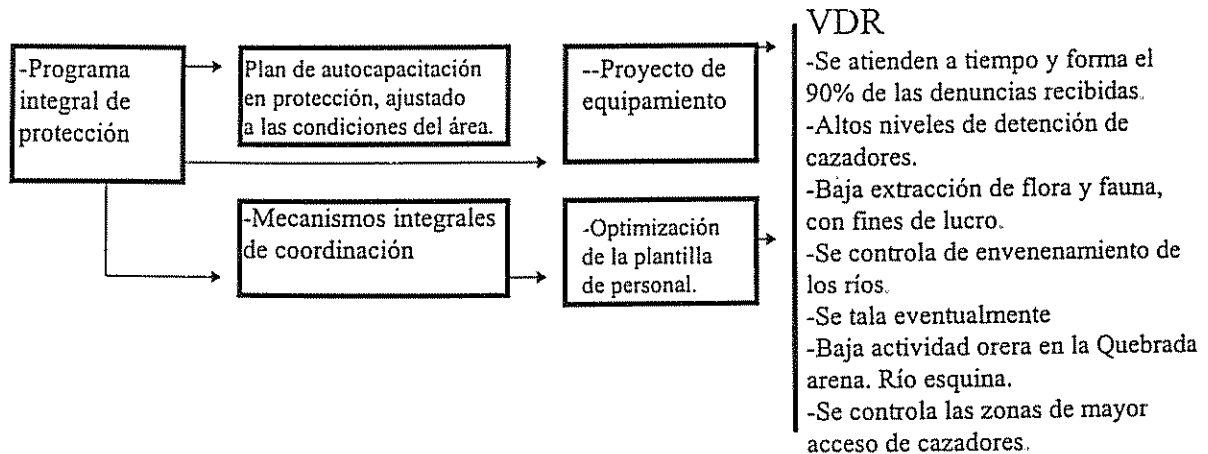 -Programa
integral de
protección
Plan de autocapacitación
en protección, ajustado
a las condiciones del área.
--Proyecto de
equipamiento
-Mecanismos integrales
de coordinación
-Optimización
de la plantilla
de personal.
VDR
-Se atienden a tiempo y forma el
90% de las denuncias recibidas.
-Altos niveles de detención de
cazadores.
-Baja extracción de flora y fauna,
con fines de lucro.
-Se controla de envenenamiento de
los ríos.
-Se tala eventualmente
-Baja actividad orera en la Quebrada
arena. Río esquina.
-Se controla las zonas de mayor
acceso de cazadores.